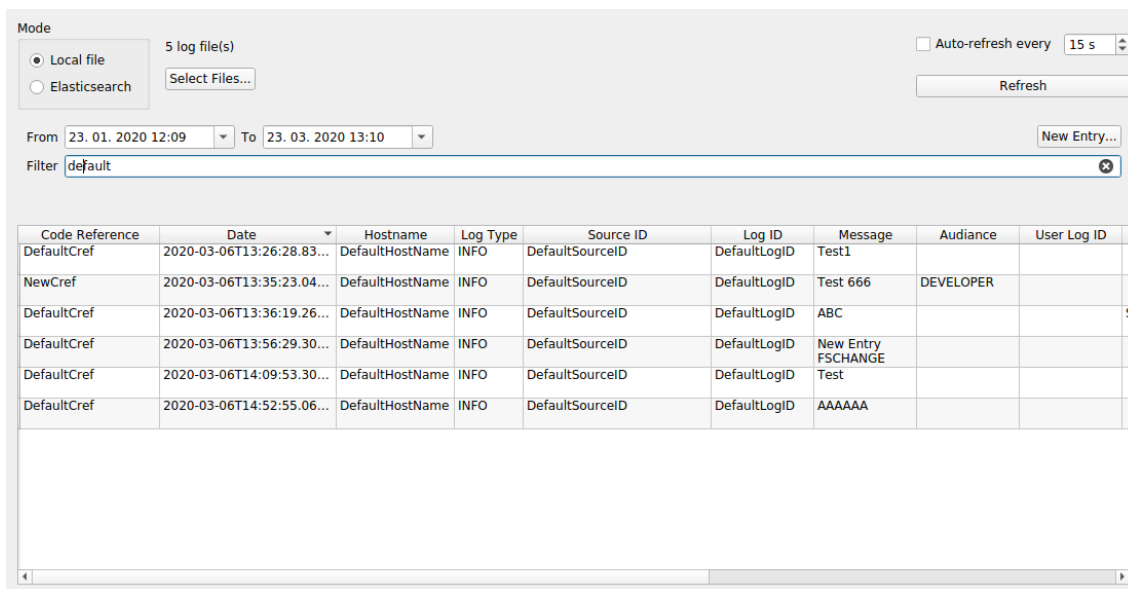 Mode
Local file
Elasticsearch
5 log file(s)
Select Files...
Auto-refresh every 15 s
Refresh
From 23. 01. 2020 12:09 To 23. 03. 2020 13:10
New Entry...
Filter default
Code Reference Date Hostname Log Type Source ID Log ID Message Audiance User Log ID
DefaultCref 2020-03-06T13:26:28.83... DefaultHostName INFO DefaultSourceID DefaultLogID Test1
NewCref 2020-03-06T13:35:23.04... DefaultHostName INFO DefaultSourceID DefaultLogID Test 666 DEVELOPER
DefaultCref 2020-03-06T13:36:19.26... DefaultHostName INFO DefaultSourceID DefaultLogID ABC
DefaultCref 2020-03-06T13:56:29.30... DefaultHostName INFO DefaultSourceID DefaultLogID New Entry
FSCHANGE
DefaultCref 2020-03-06T14:09:53.30... DefaultHostName INFO DefaultSourceID DefaultLogID Test
DefaultCref 2020-03-06T14:52:55.06... DefaultHostName INFO DefaultSourceID DefaultLogID AAAAAA